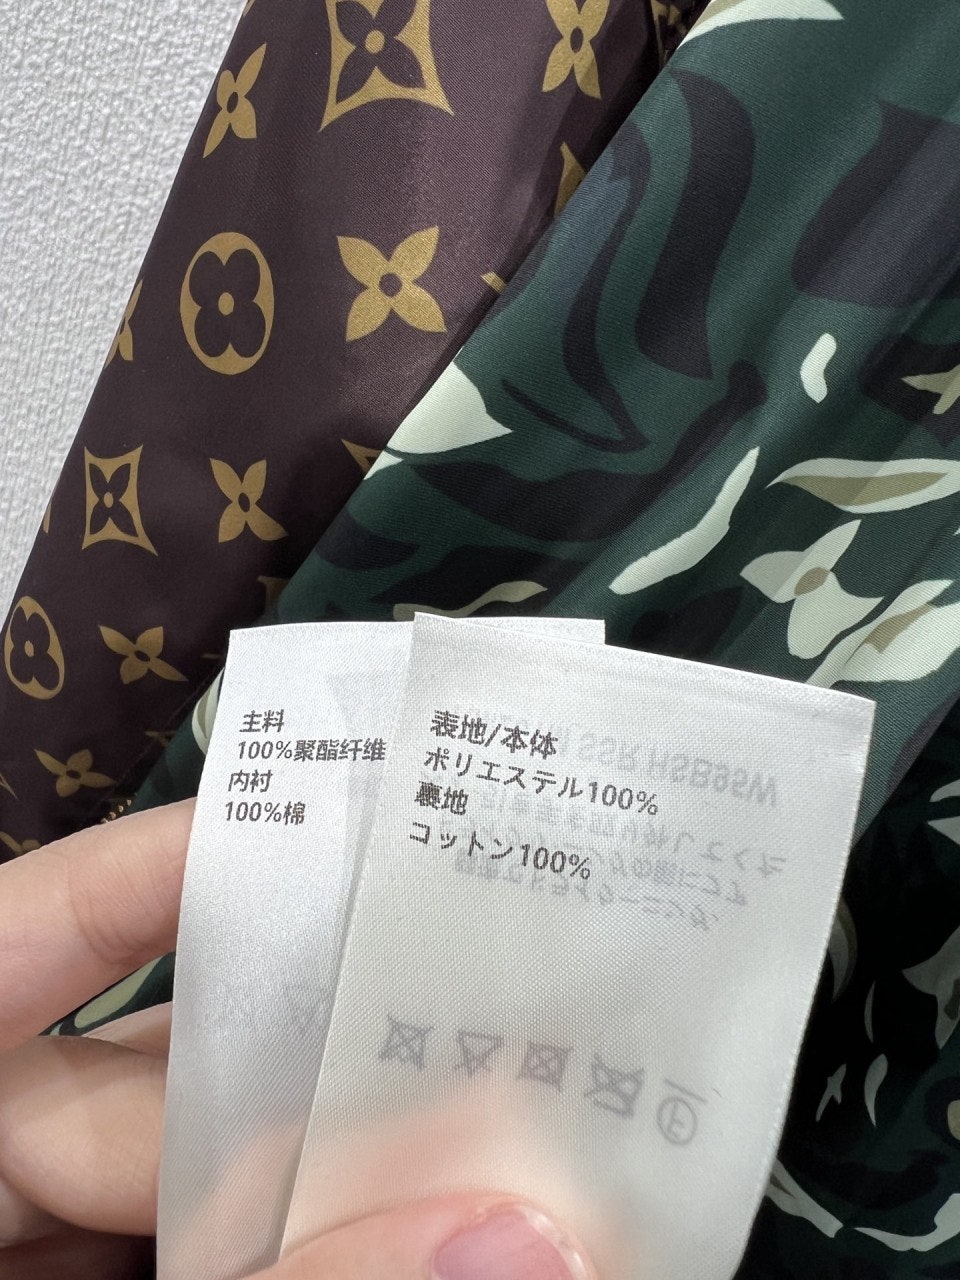 主料
100%聚酯纤维
内衬
100%棉
表地/本体
ポリエステル100%
裏地
コットン100%